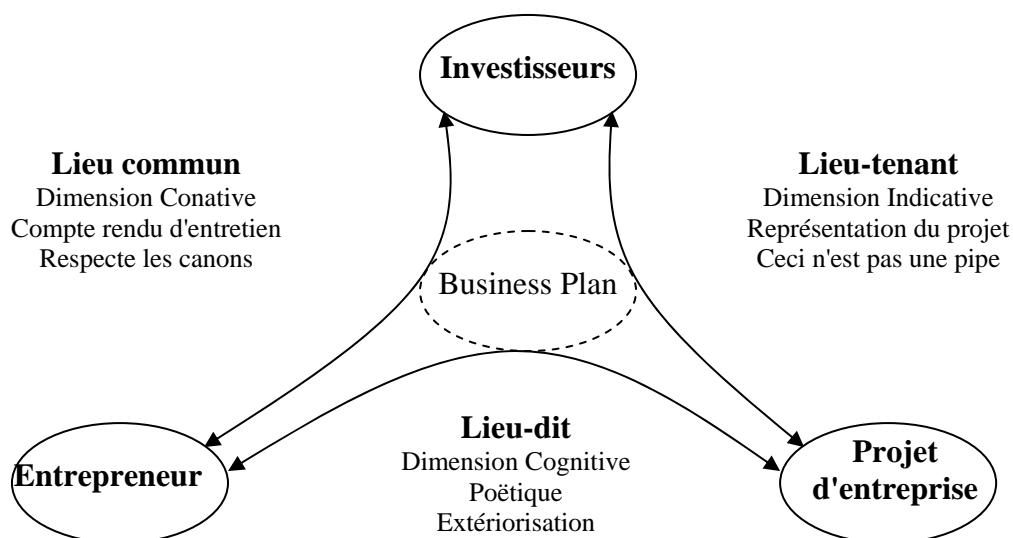 Investisseurs
Lieu commun
Dimension Conative
Compte rendu d'entretien
Respecte les canons
Lieu-tenant
Dimension Indicative
Représentation du projet
Ceci n'est pas une pipe
Business Plan
Entrepreneur
Lieu-dit
Dimension Cognitive
Poëtique
Extériorisation
Projet
d'entreprise